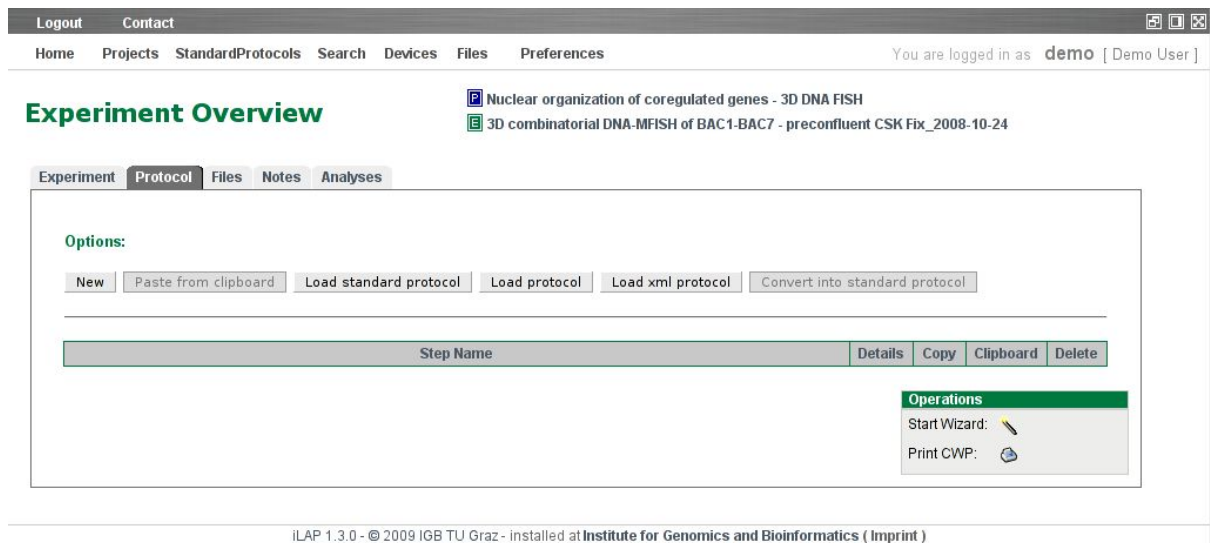 Logout Contact
Home Projects StandardProtocols Search Devices Files Preferences You are logged in as demo [ Demo User ]
P Nuclear organization of coregulated genes - 3D DNA FISH
Experiment Overview
E 3D combinatorial DNA-MFISH of BAC1-BAC7 - preconfluent CSK Fix_2008-10-24
Experiment Protocol Files Notes Analyses
Options:
New Paste from clipboard Load standard protocol Load protocol Load xml protocol Convert into standard protocol
Step Name Details Copy Clipboard Delete
Operations
Start Wizard:
Print CWP:
iLAP 1.3.0 - © 2009 IGB TU Graz - installed at Institute for Genomics and Bioinformatics ( Imprint )